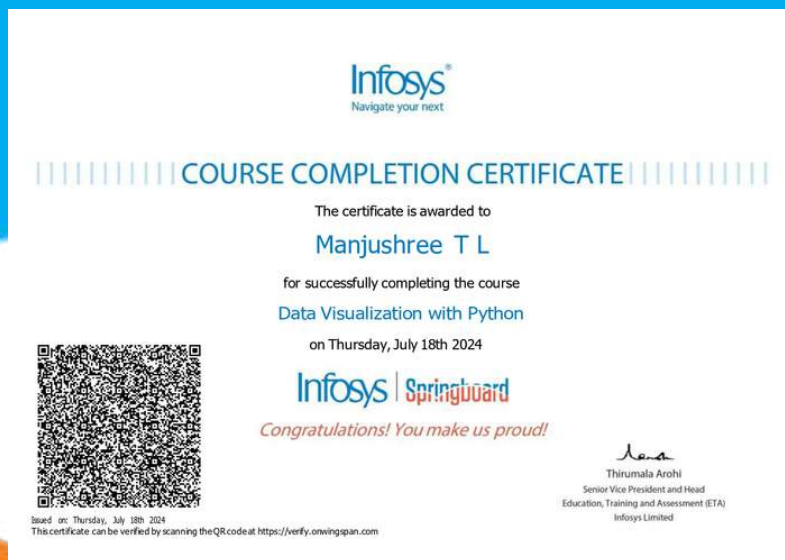 Infosys®
Navigate your next
COURSE COMPLETION CERTIFICATE
The certificate is awarded to
Manjushree T L
for successfully completing the course
Data Visualization with Python
on Thursday, July 18th 2024
Infosys | Springboard
Congratulations! You make us proud!
Thirumala Arohi
Senior Vice President and Head
Education, Training and Assessment (ETA)
Infosys Limited
Issued on: Thursday, July 18th 2024
This certificate can be verified by scanning the QR code at https://verify.onwingspan.com